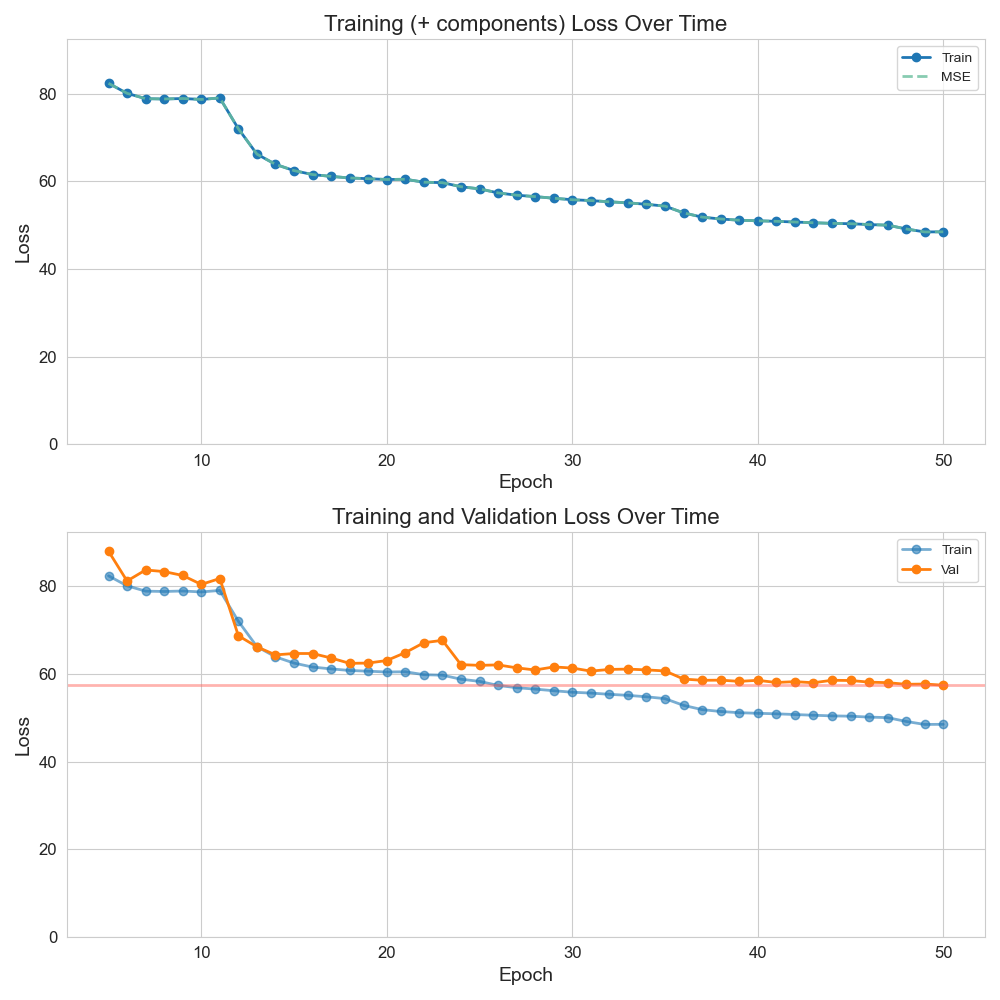 Training (+ components) Loss Over Time
Train
MSE
80
60
40
20
0
Loss
10 20 30 40 50
Epoch
Training and Validation Loss Over Time
Train
Val
80
60
40
20
0
Loss
10 20 30 40 50
Epoch